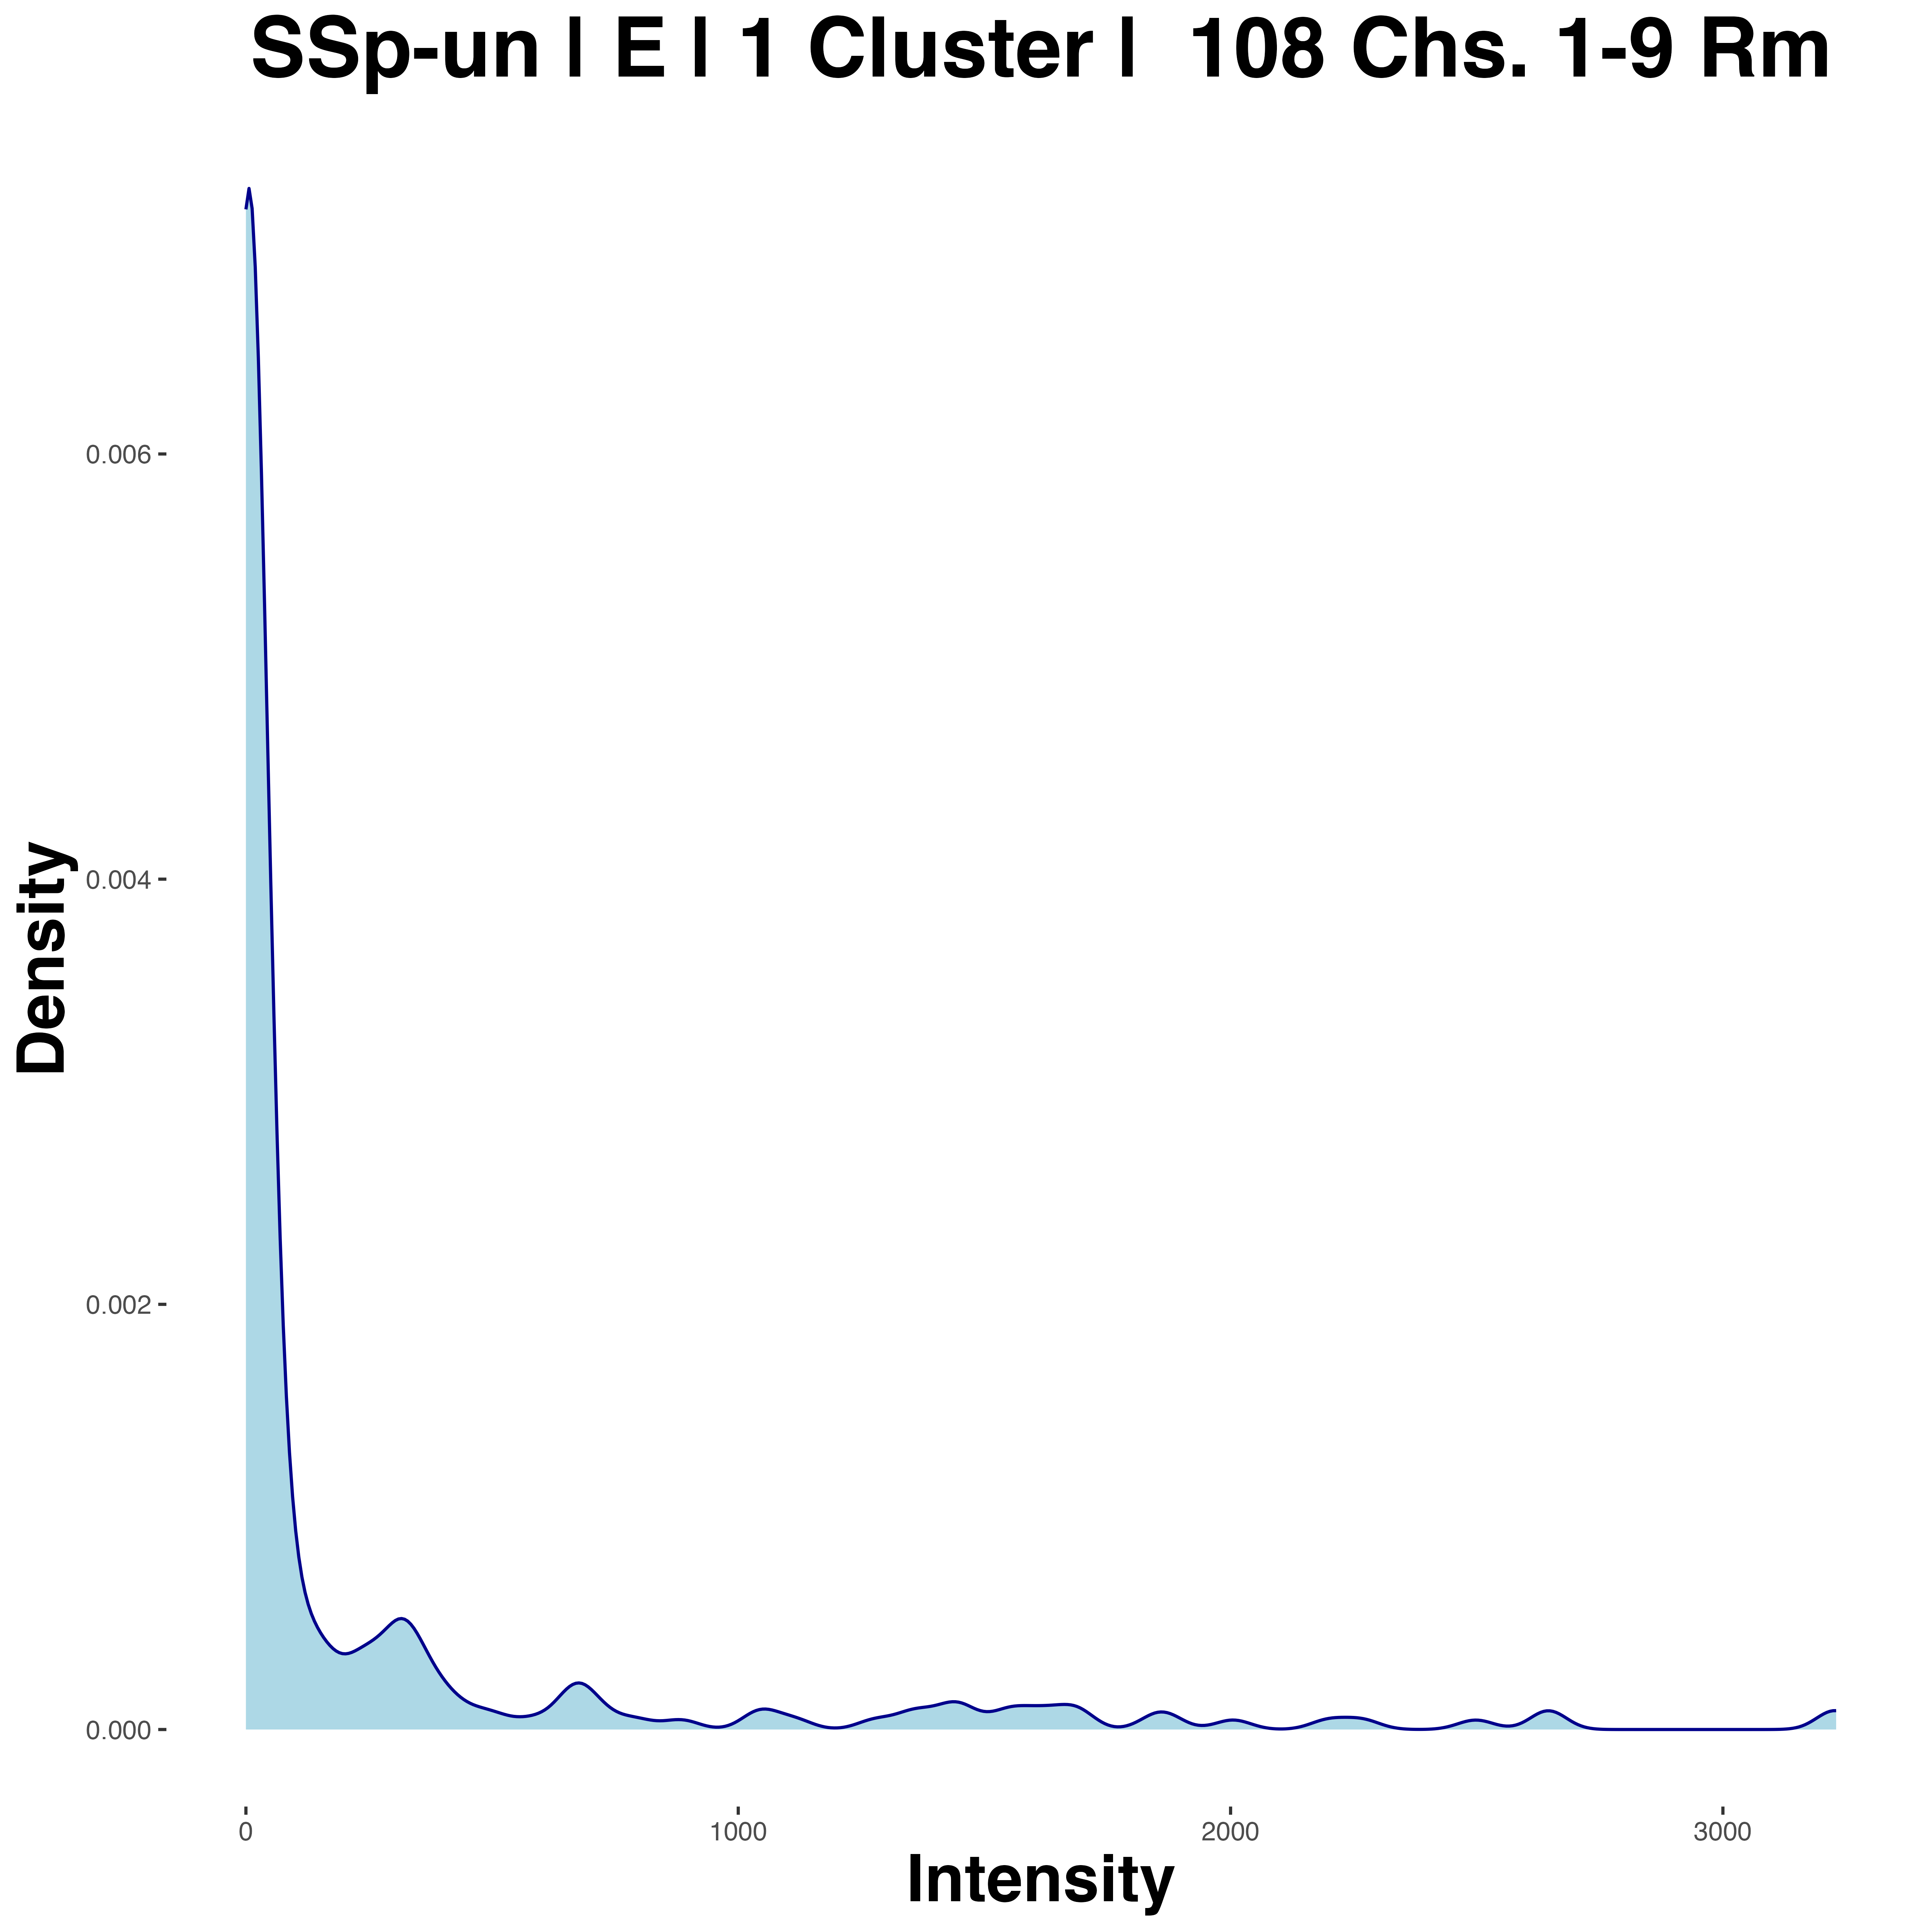 SSp-un | E | 1 Cluster |  108 Chs. 1-9 Rm
0.006
0.004
0.002
0.000
Density
0 1000 2000 3000
Intensity